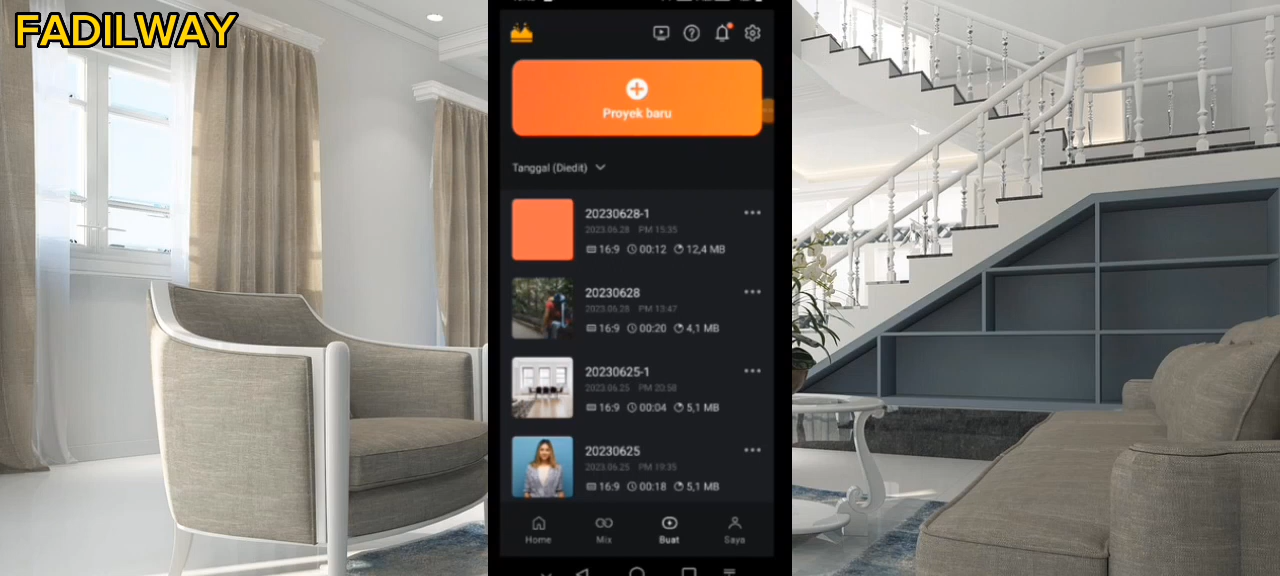 FADILWAY
Proyek baru
Tanggal (Diedit)
20230628-1
2023.06.28 PM 15:35
16:9 00:12 12,4 MB
20230628
2023.06.28 PM 13:47
16:9 00:20 4,1 MB
20230625-1
2023.06.25 PM 20:58
16:9 00:04 5,1 MB
20230625
2023.06.25 PM 19:35
16:9 00:18 5,1 MB
Home Mix Buat Saya